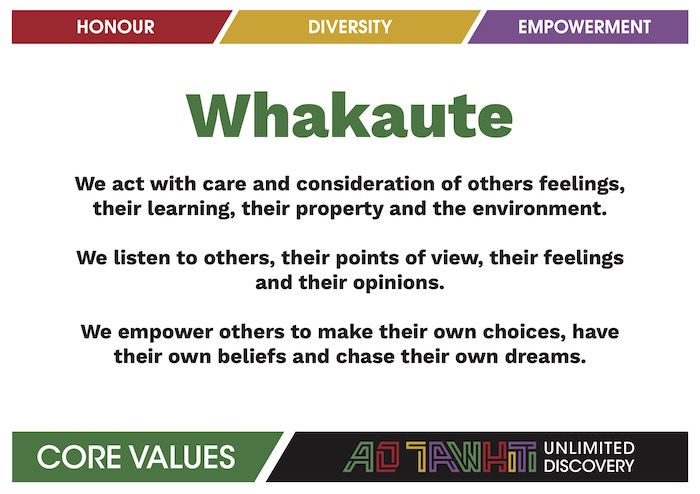 HONOUR
DIVERSITY
EMPOWERMENT
Whakaute
We act with care and consideration of others feelings,
their learning, their property and the environment.
We listen to others, their points of view, their feelings
and their opinions.
We empower others to make their own choices, have
their own beliefs and chase their own dreams.
CORE VALUES
AO TAWHITI
UNLIMITED
DISCOVERY